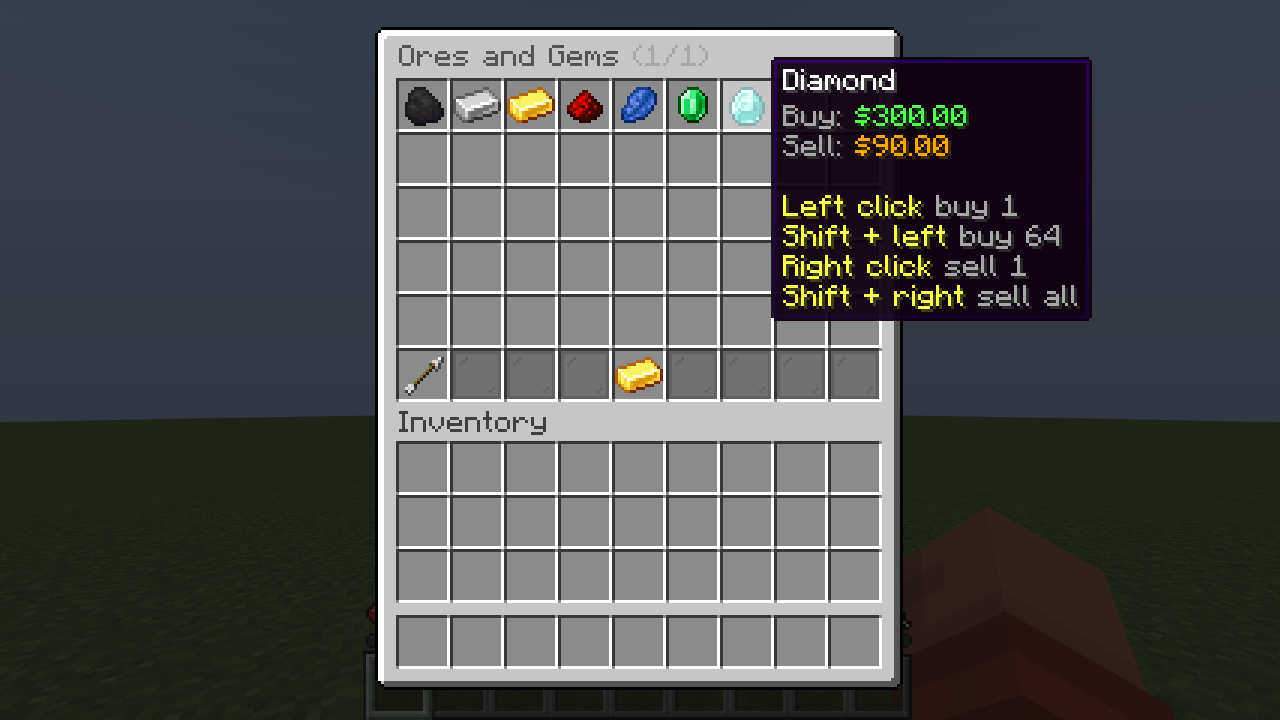 Ores and Gems (1/1)
Diamond
Buy: $300.00
Sell: $90.00
Left click buy 1
Shift + left buy 64
Right click sell 1
Shift + right sell all
Inventory